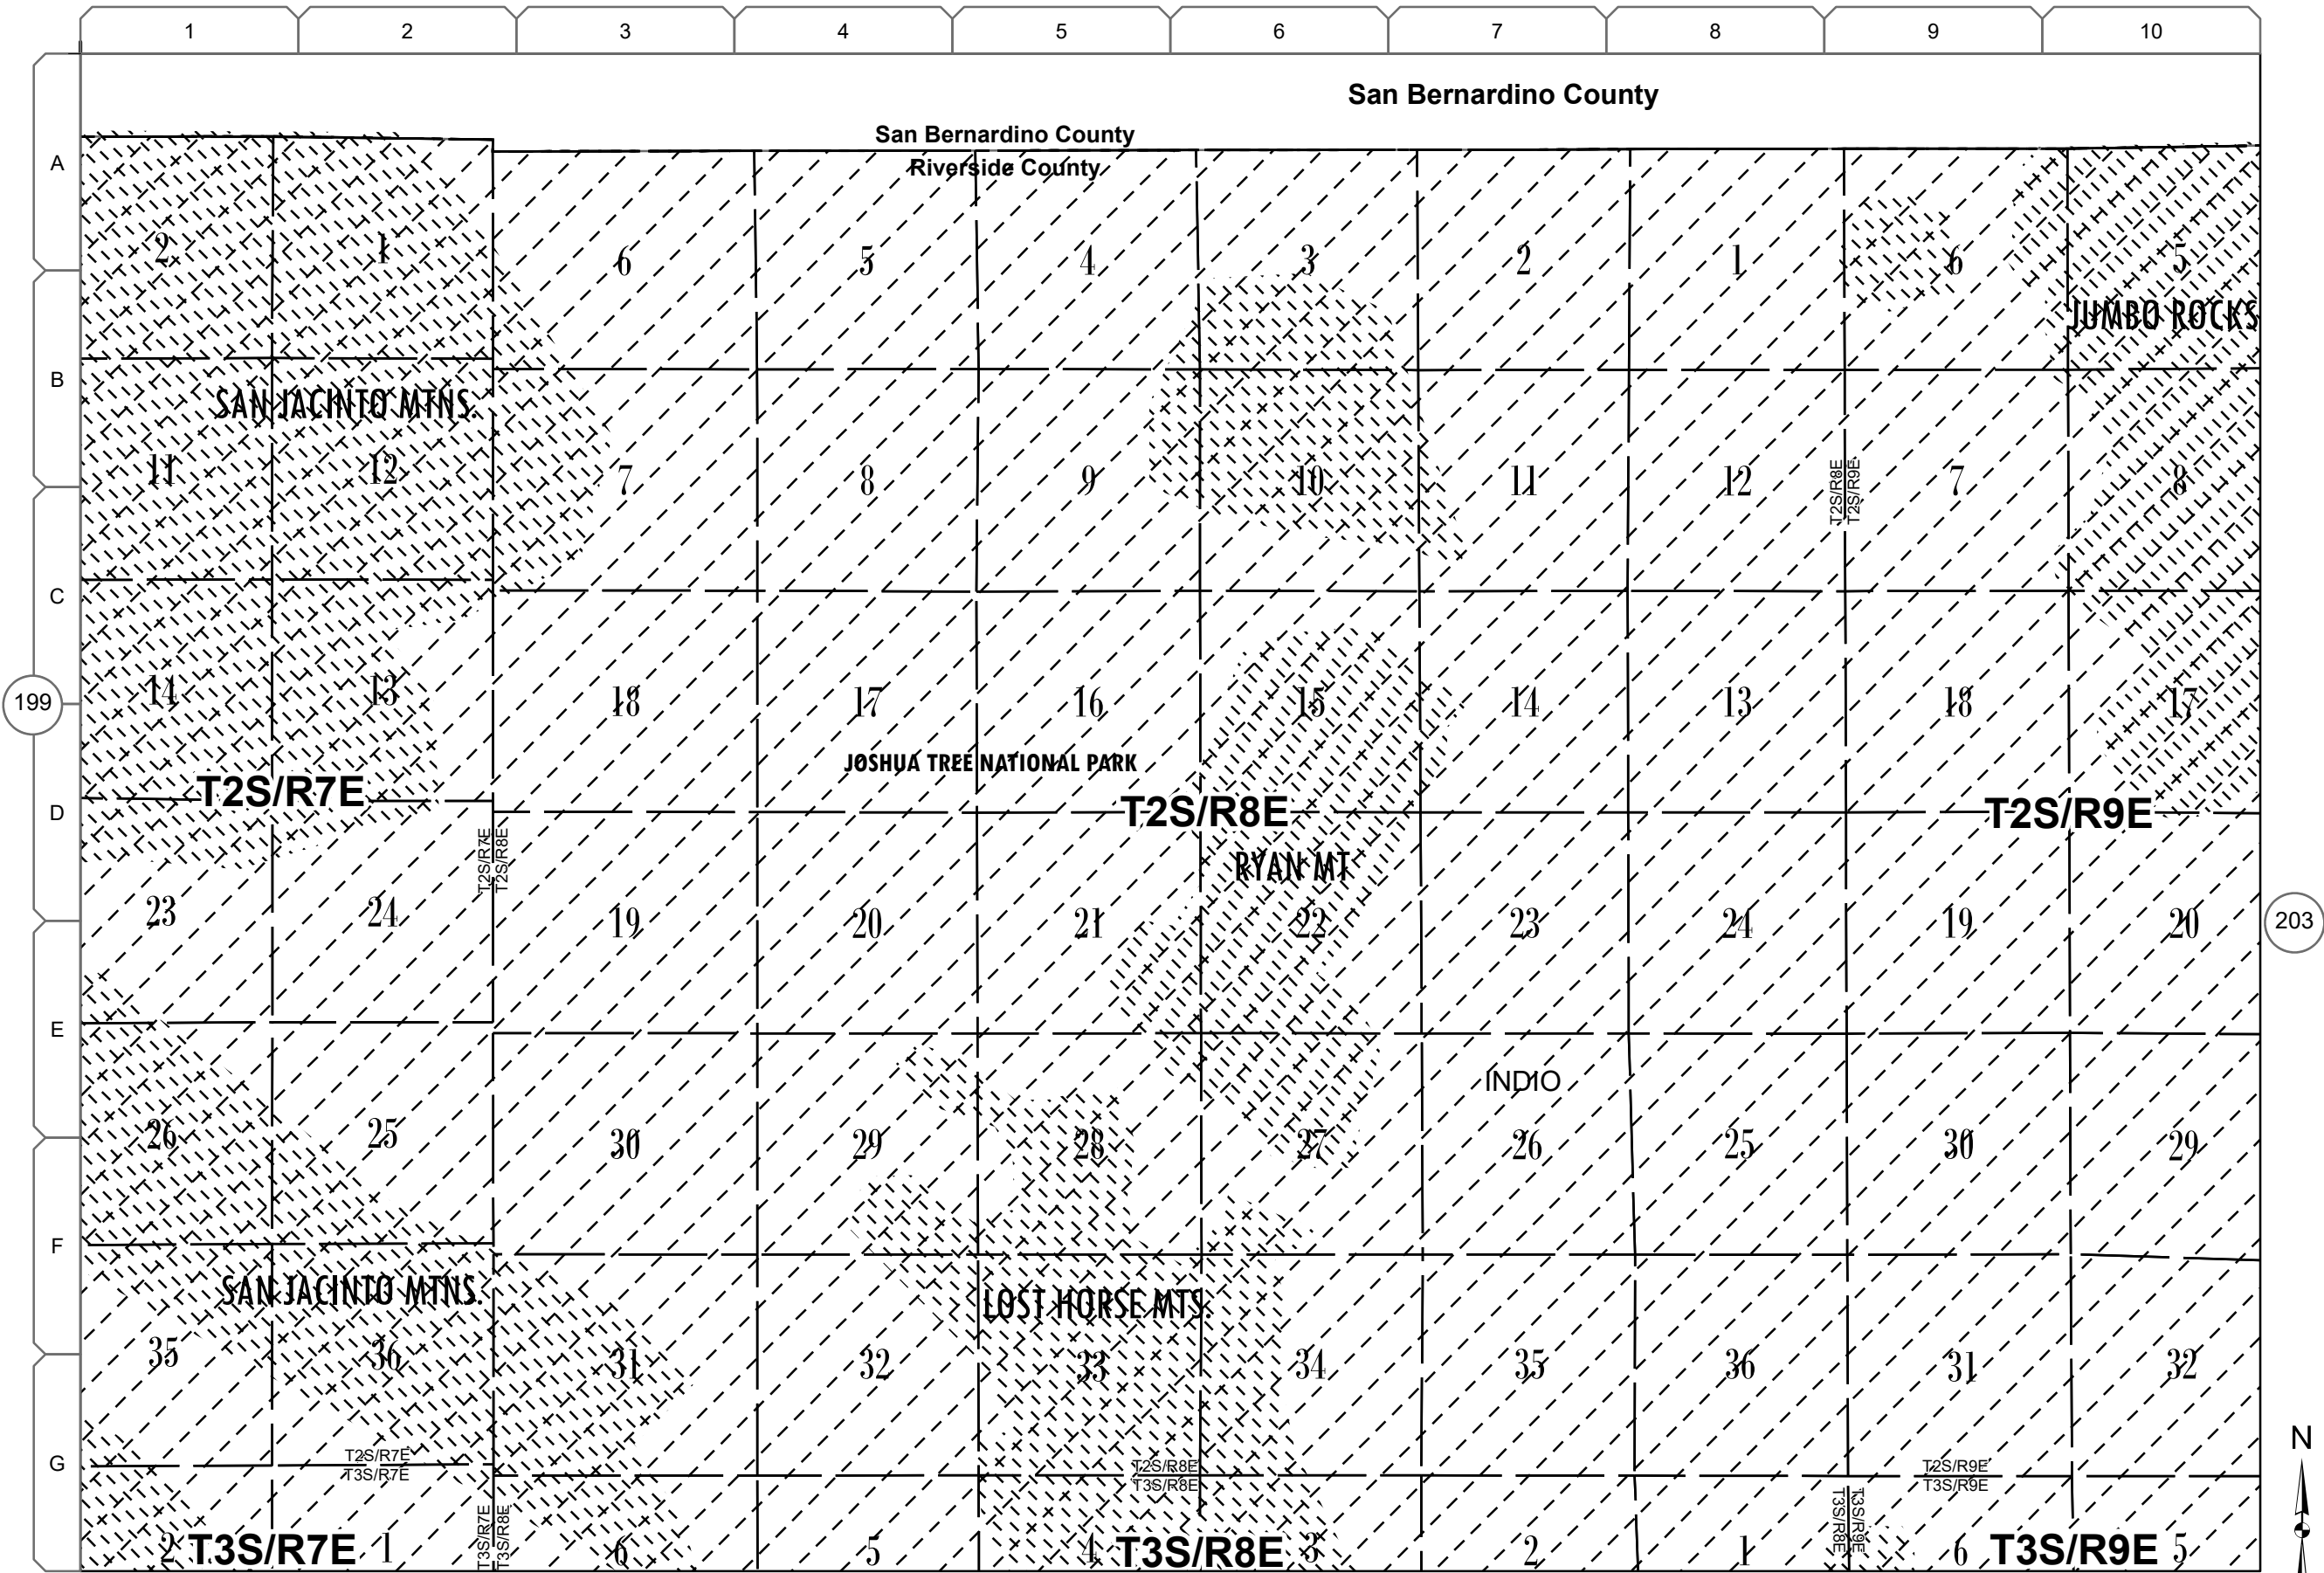 1 2 3 4 5 6 7 8 9 10
San Bernardino County
San Bernardino County
Riverside County
A
2 1 6 5 4 3 2 1 6 5
JUMBO ROCKS
B
SAN JACINTO MTNS.
11 12 7 8 9 10 11 12 7 8
T2S/R8E
T2S/R9E
C
14 13 18 17 16 15 14 13 18 17
199
JOSHUA TREE NATIONAL PARK
T2S/R7E T2S/R8E T2S/R9E
D
T2S/R7E
T2S/R8E
RYAN MT
23 24 19 20 21 22 23 24 19 20
203
E
INDIO
26 25 30 29 28 27 26 25 30 29
F
SAN JACINTO MTNS. LOST HORSE MTS.
35 36 31 32 33 34 35 36 31 32
N
G
T2S/R7E
T3S/R7E
T2S/R8E
T3S/R8E
T2S/R9E
T3S/R9E
T3S/R7E
T3S/R8E
T3S/R8E
T3S/R9E
2 T3S/R7E 1 6 5 4 T3S/R8E 3 2 1 6 T3S/R9E 5